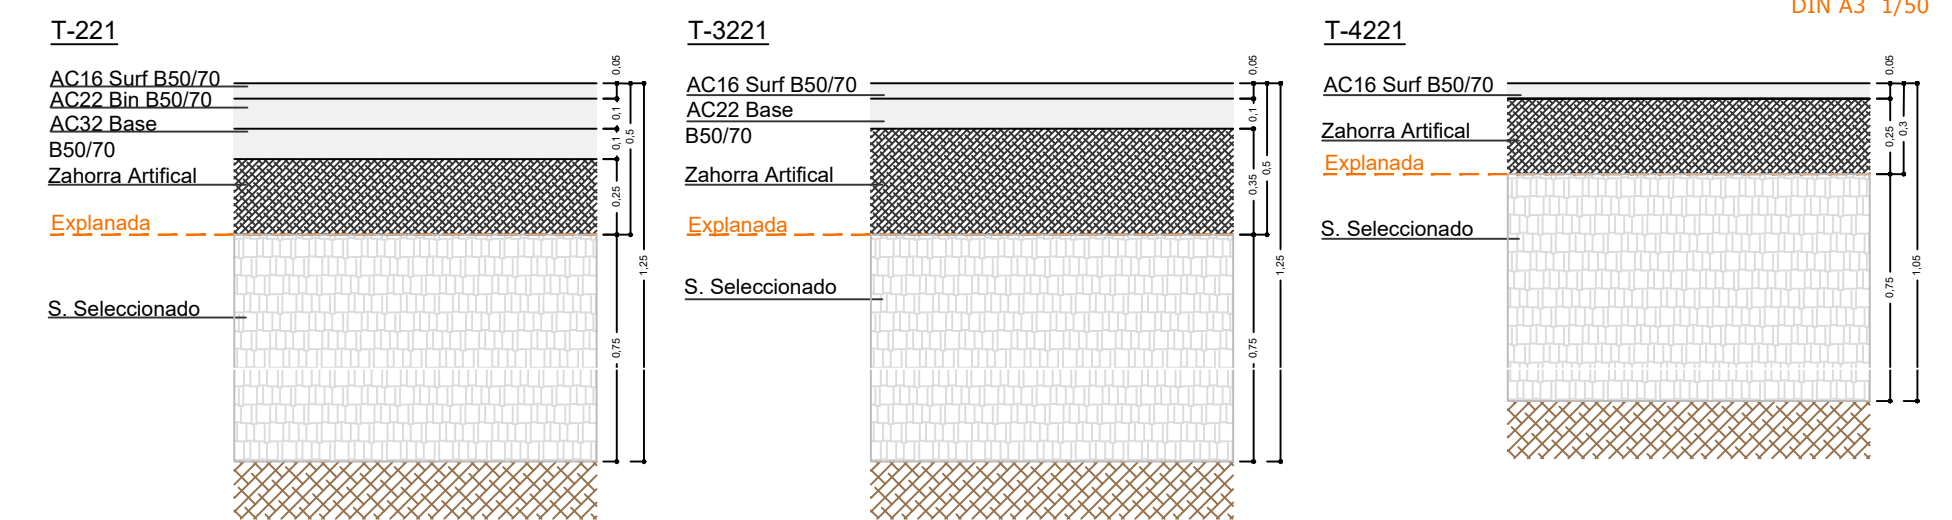 DIN A3 1/50
T-221
AC16 Surf B50/70
AC22 Bin B50/70
AC32 Base
B50/70
Zahorra Artifical
Explanada
S. Seleccionado
0,05
0,1
0,1
0,25
0,5
0,75
1,25
T-3221
AC16 Surf B50/70
AC22 Base
B50/70
Zahorra Artifical
Explanada
S. Seleccionado
0,05
0,1
0,35
0,5
0,75
1,25
T-4221
AC16 Surf B50/70
Zahorra Artifical
Explanada
S. Seleccionado
0,05
0,25
0,3
0,75
1,05